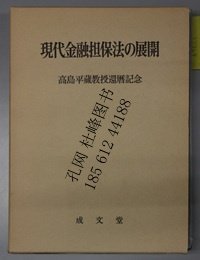 現代金融担保法の展開
高島平蔵教授還暦記念
孔网 杜峰图书
185 612 44188
成文堂